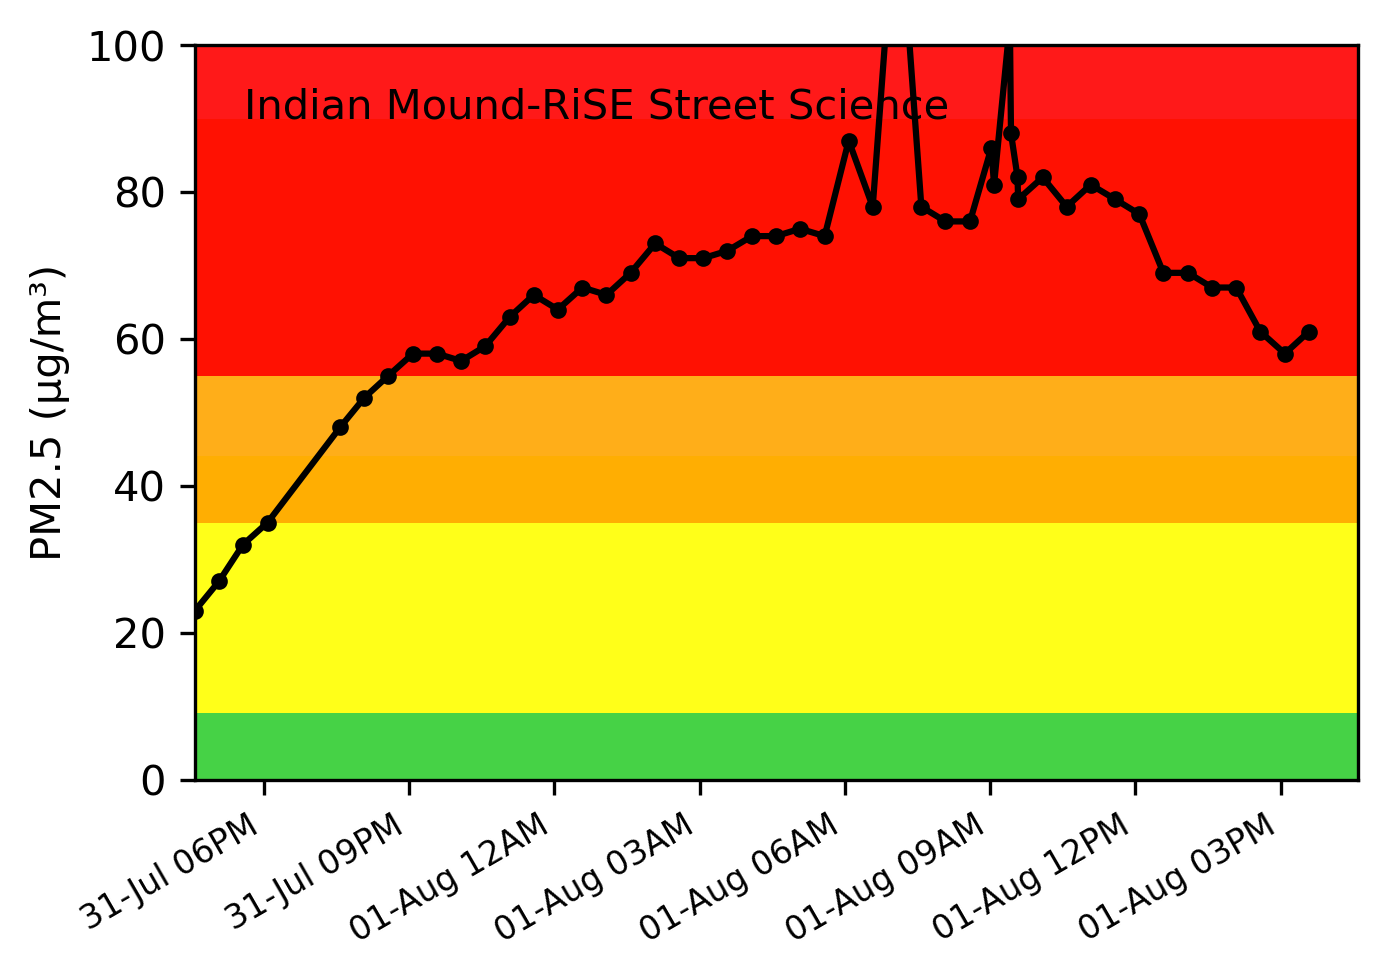 100
Indian Mound-RiSE Street Science
80
60
40
20
0
PM2.5 (µg/m³)
31-Jul 06PM
31-Jul 09PM
01-Aug 12AM
01-Aug 03AM
01-Aug 06AM
01-Aug 09AM
01-Aug 12PM
01-Aug 03PM